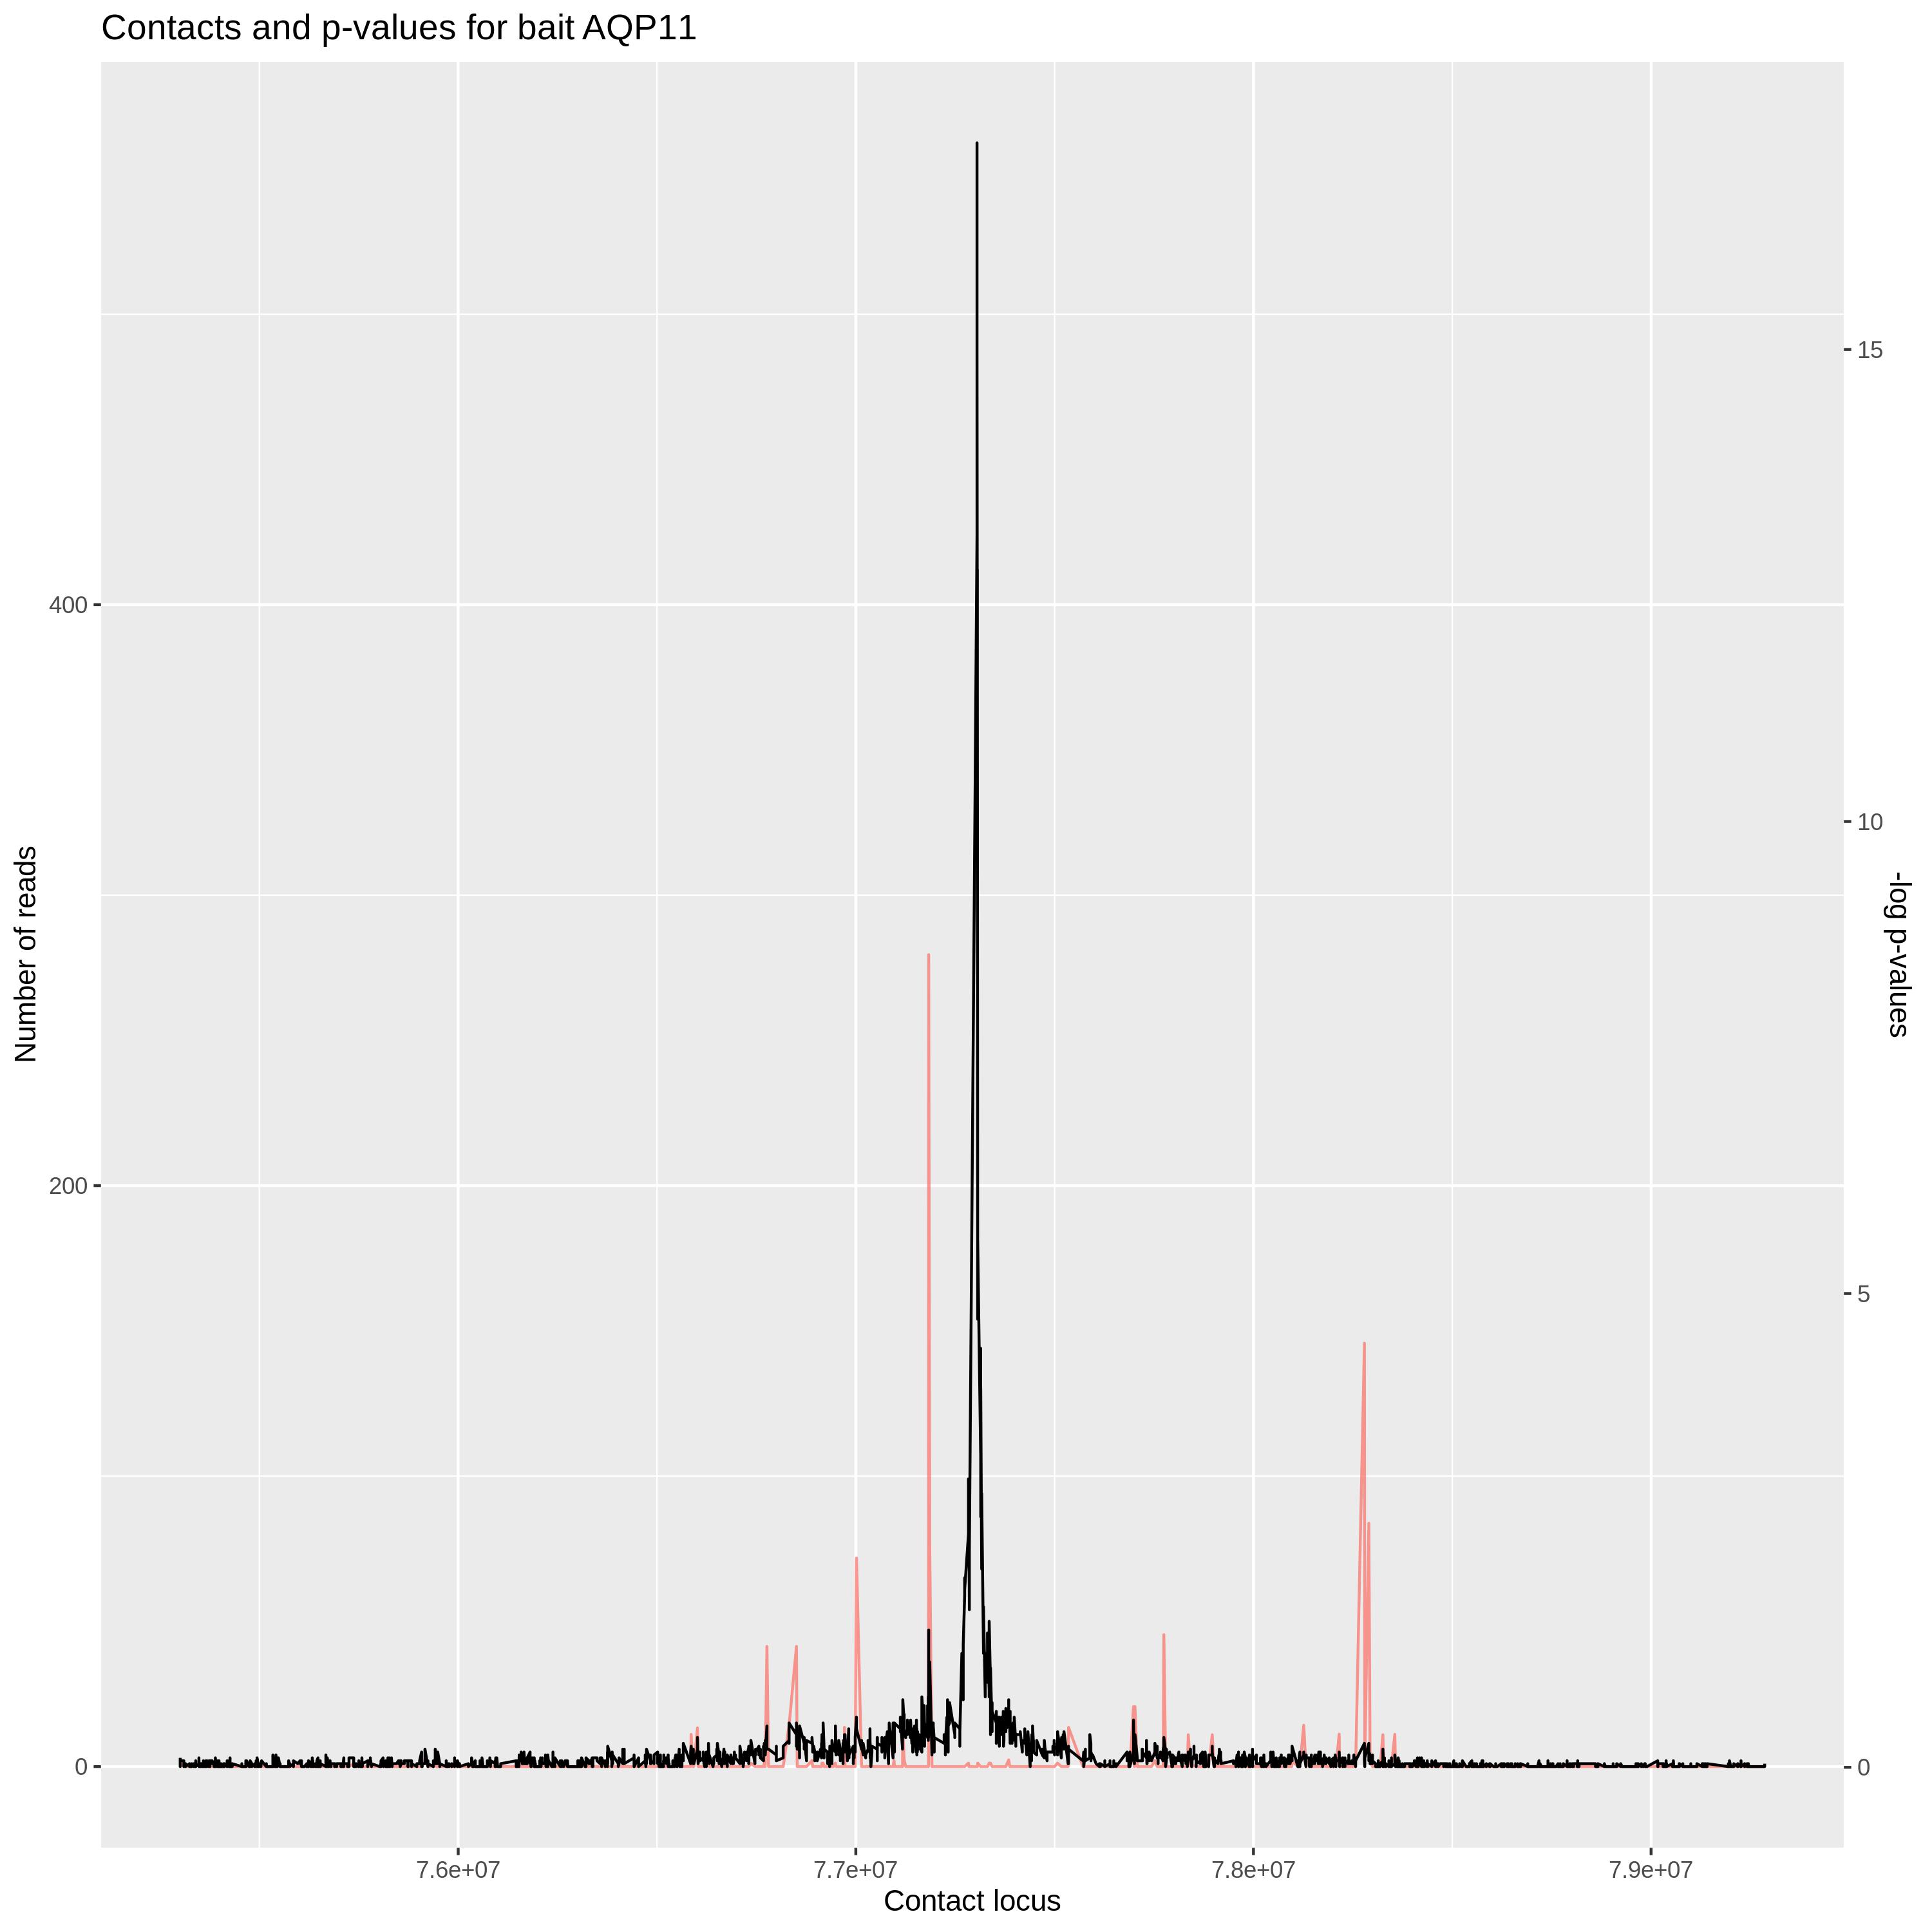 Contacts and p-values for bait AQP11
Number of reads
400
200
0
15
10
5
0
-log p-values
7.6e+07
7.7e+07
7.8e+07
7.9e+07
Contact locus